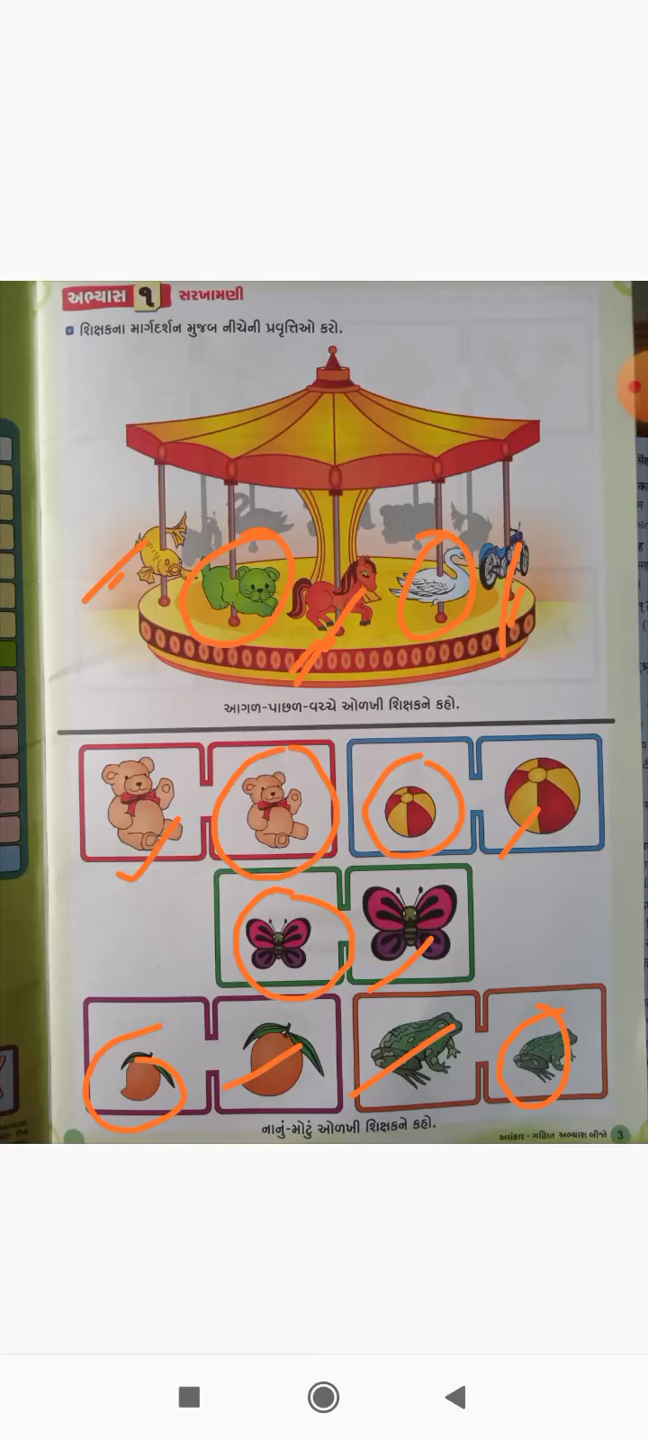 અભ્યાસ ૧ સરખામણી
શિક્ષકના માર્ગદર્શન મુજબ નીચેની પ્રવૃત્તિઓ કરો.
આગળ-પાછળ-વચ્ચે ઓળખી શિક્ષકને કહો.
નાનું-મોટું ઓળખી શિક્ષકને કહો.
અલંકાર - ગણિત અભ્યાસ બીજો 3